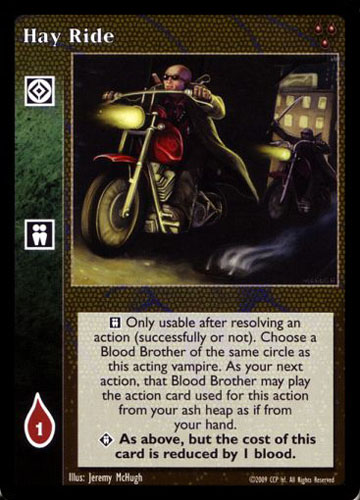 Hay Ride
Only usable after resolving an
action (successfully or not). Choose a
Blood Brother of the same circle as
this acting vampire. As your next
action, that Blood Brother may play
the action card used for this action
from your ash heap as if from
your hand.
As above, but the cost of this
card is reduced by 1 blood.
1
Illus: Jeremy McHugh ©2009 CCP hf. All Rights Reserved